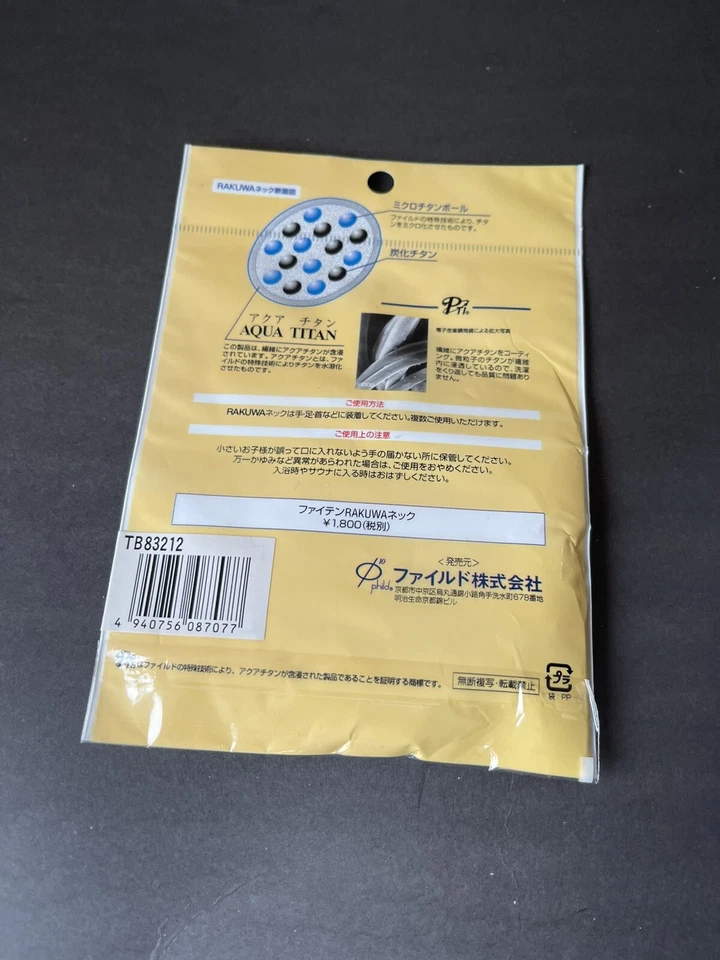 RAKUWAネック断面図
ミクロチタンボール
ファイルドの特殊技術により、チタ
ンをミクロ化させたものです。
炭化チタン
アクア チタン
AQUA TITAN
この製品は、繊維にアクアチタンが含浸
されています。アクアチタンとは、ファ
イルドの特殊技術によりチタンを水溶化
させたものです。
電子走査顕微鏡による拡大写真
繊維にアクアチタンをコーティ
ング。微粒子のチタンが繊維
内に浸透しているので、洗濯
をくり返しても品質に問題あり
ません。
ご使用方法
RAKUWAネックは手・足・首などに装着してください。複数ご使用いただけます。
ご使用上の注意
小さいお子様が誤って口に入れないよう手の届かない所に保管してください。
万一かゆみなど異常があらわれた場合は、ご使用をおやめください。
入浴時やサウナに入る時はおはずしください。
ファイテンRAKUWAネック
¥1,800(税別)
TB83212
4 940756 087077
<発売元>
phild® ファイルド株式会社
京都市中京区烏丸通錦小路角手洗水町678番地
明治生命京都錦ビル
はファイルドの特殊技術により、アクアチタンが含浸された製品であることを証明する商標です。
無断複写・転載禁止
プラ
袋:PP